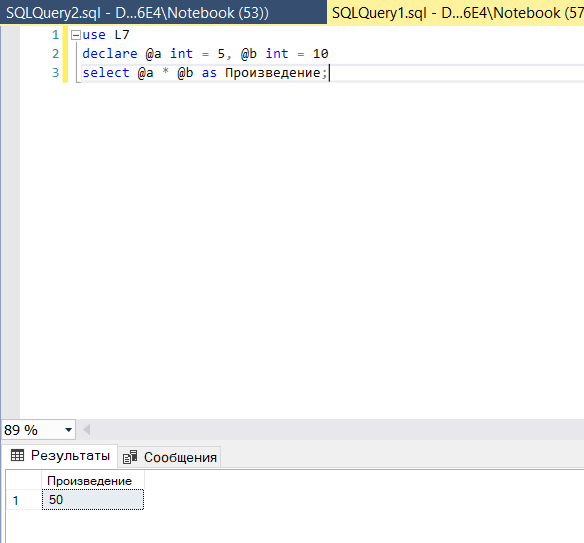 SQLQuery2.sql - D...6E4\Notebook (53))
SQLQuery1.sql - D...6E4\Notebook (57
1 use L7
2 declare @a int = 5, @b int = 10
3 select @a * @b as Произведение;
89 %
Результаты Сообщения
Произведение
1 50